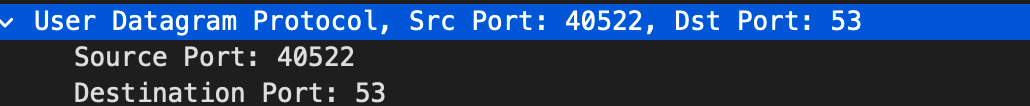 User Datagram Protocol, Src Port: 40522, Dst Port: 53
Source Port: 40522
Destination Port: 53